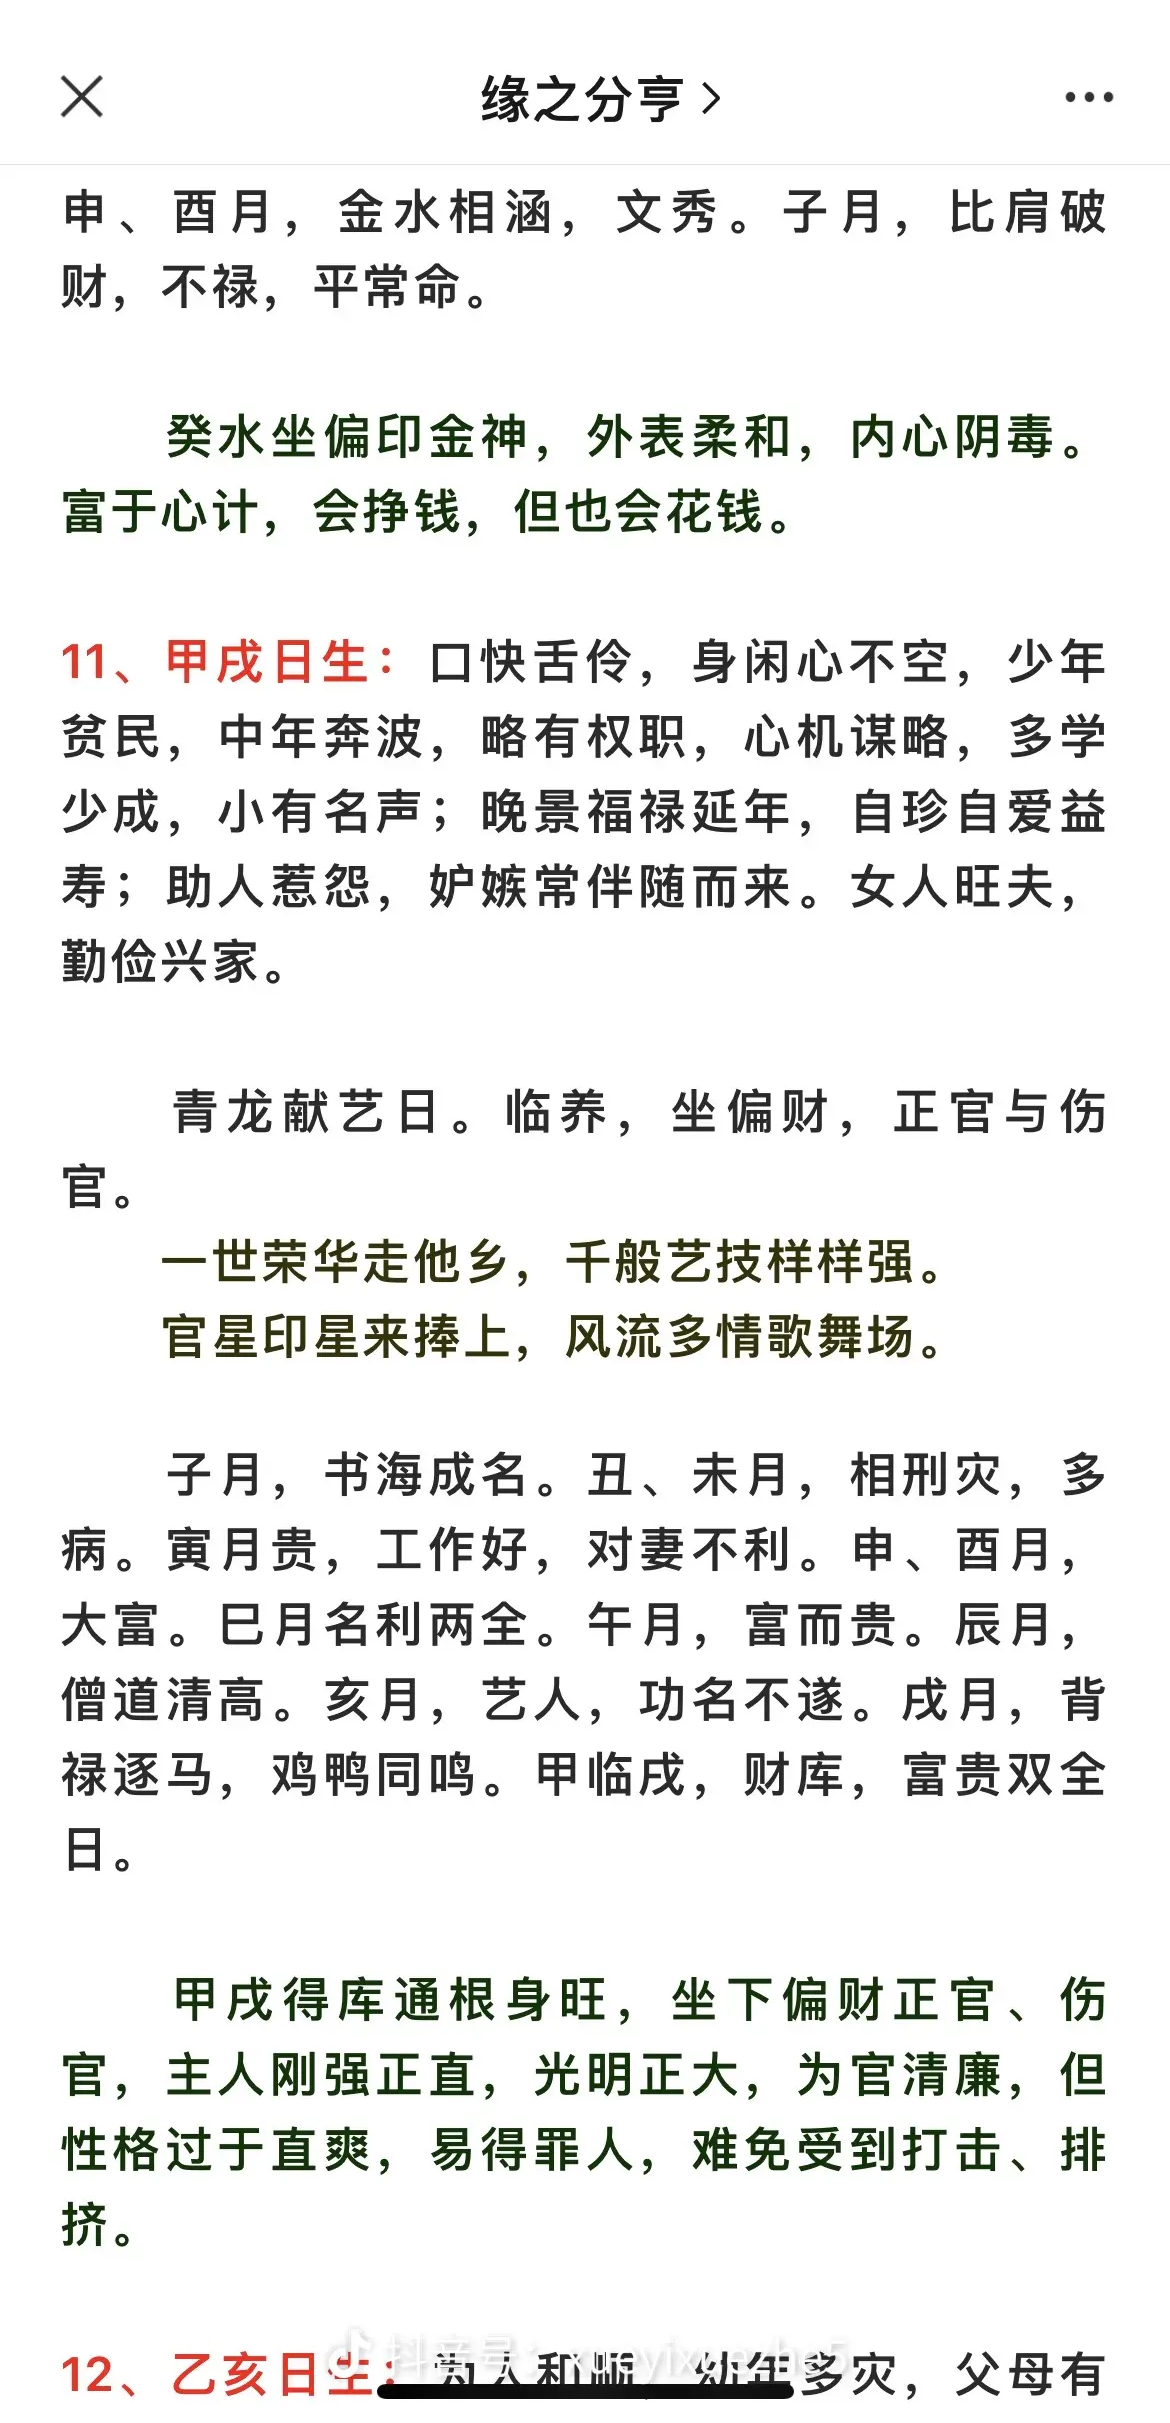 缘之分亨
申、酉月，金水相涵，文秀。子月，比肩破
财，不禄，平常命。
癸水坐偏印金神，外表柔和，内心阴毒。
富于心计，会挣钱，但也会花钱。
11、甲戌日生：口快舌伶，身闲心不空，少年
贫民，中年奔波，略有权职，心机谋略，多学
少成，小有名声；晚景福禄延年，自珍自爱益
寿；助人惹怨，妒嫉常伴随而来。女人旺夫，
勤俭兴家。
青龙献艺日。临养，坐偏财，正官与伤
官。
一世荣华走他乡，千般艺技样样强。
官星印星来捧上，风流多情歌舞场。
子月，书海成名。丑、未月，相刑灾，多
病。寅月贵，工作好，对妻不利。申、酉月，
大富。巳月名利两全。午月，富而贵。辰月，
僧道清高。亥月，艺人，功名不遂。戌月，背
禄逐马，鸡鸭同鸣。甲临戌，财库，富贵双全
日。
甲戌得库通根身旺，坐下偏财正官、伤
官，主人刚强正直，光明正大，为官清廉，但
性格过于直爽，易得罪人，难免受到打击、排
挤。
12、乙亥日生：为人和顺，幼年多灾，父母有
抖音号：